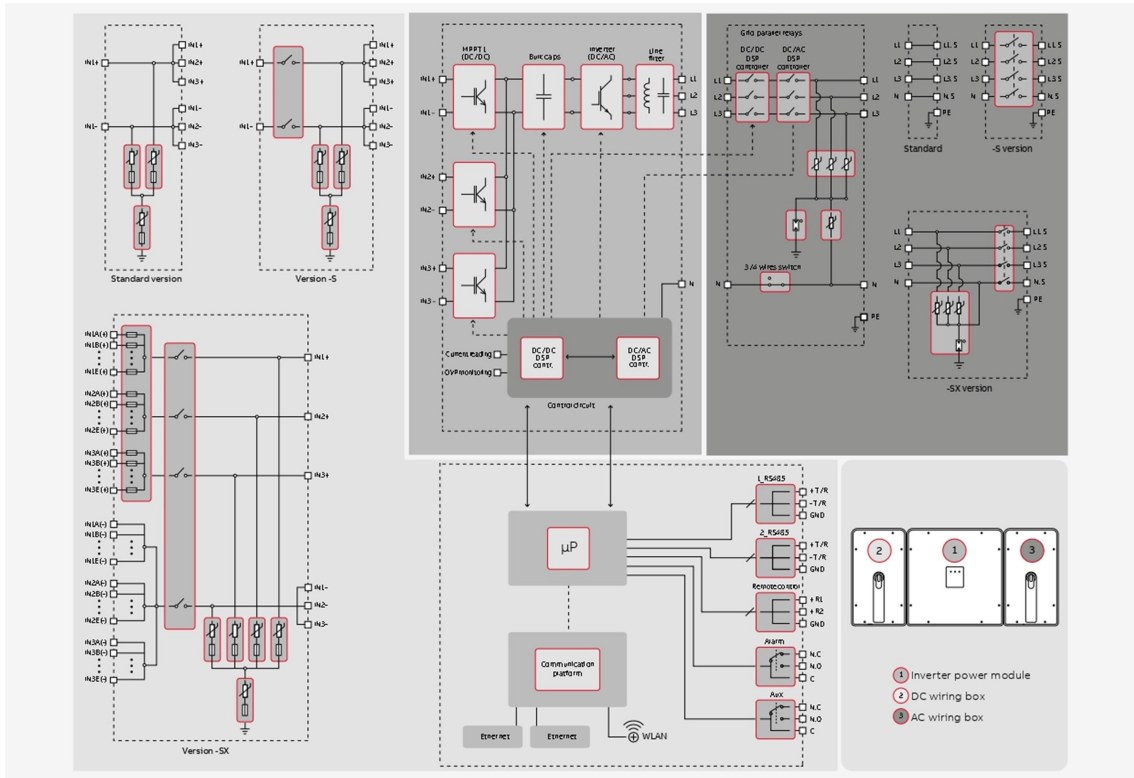 IN1+
IN1-
IN1+
IN2+
IN3+
IN1-
IN2-
IN3-
Standard version
IN1+
IN1-
IN1+
IN2+
IN3+
IN1-
IN2-
IN3-
Version -S
IN1A(+)
IN1B(+)
IN1E(+)
IN2A(+)
IN2B(+)
IN2E(+)
IN3A(+)
IN3B(+)
IN3E(+)
IN1A(-)
IN1B(-)
IN1E(-)
IN2A(-)
IN2B(-)
IN2E(-)
IN3A(-)
IN3B(-)
IN3E(-)
IN1+
IN2+
IN3+
IN1-
IN2-
IN3-
Version -SX
MPPT 1
(DC/DC)
Bulk caps
Inverter
(DC/AC)
Line
filter
IN1+
IN1-
IN2+
IN2-
IN3+
IN3-
L1
L2
L3
N
Current reading
OVP monitoring
DC/DC
DSP
contr.
DC/AC
DSP
contr.
Control circuit
Grid parallel relays
DC/DC
DSP
controller
DC/AC
DSP
controller
L1
L2
L3
L1
L2
L3
3/4 wires switch
N
N
PE
L1
L2
L3
N
L1.S
L2.S
L3.S
N.S
PE
Standard
L1
L2
L3
N
L1.S
L2.S
L3.S
N.S
PE
-S version
L1
L2
L3
N
L1.S
L2.S
L3.S
N.S
PE
-SX version
μP
Communication
platform
Ethernet
Ethernet
WLAN
1_RS485
+T/R
-T/R
GND
2_RS485
+T/R
-T/R
GND
Remote control
+R1
+R2
GND
Alarm
N.C
N.O
C
Aux
N.C
N.O
C
2
1
3
1 Inverter power module
2 DC wiring box
3 AC wiring box